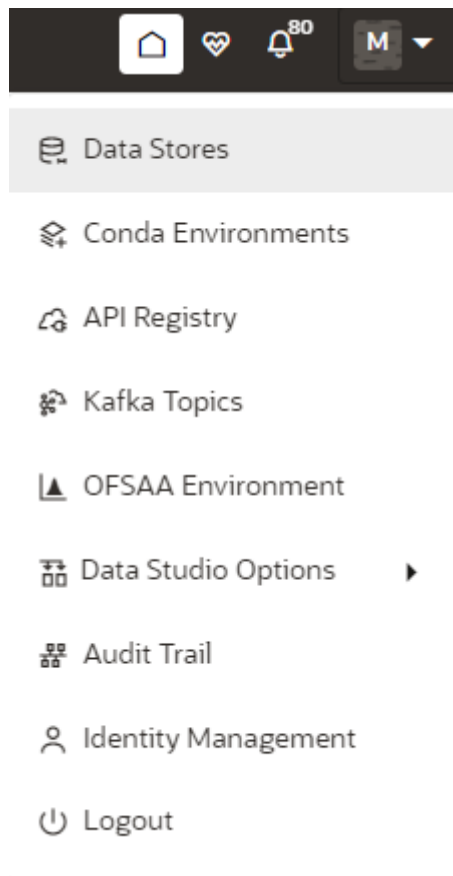 80
M
Data Stores
Conda Environments
API Registry
Kafka Topics
OFSAA Environment
Data Studio Options
Audit Trail
Identity Management
Logout